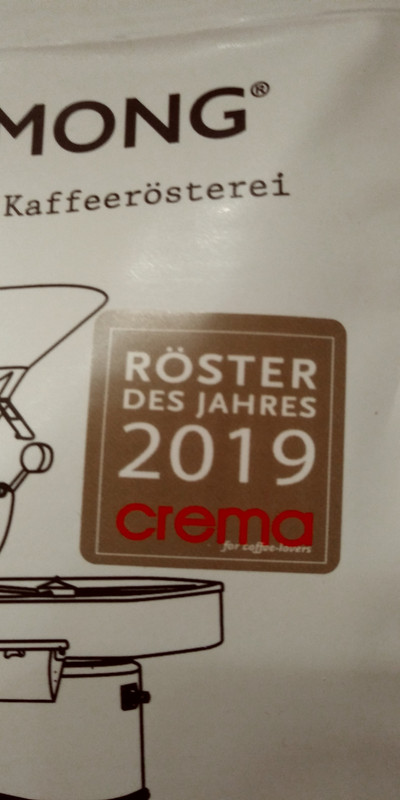 MONG®
Kaffeerösterei
RÖSTER
DES JAHRES
2019
crema
for coffee-lovers